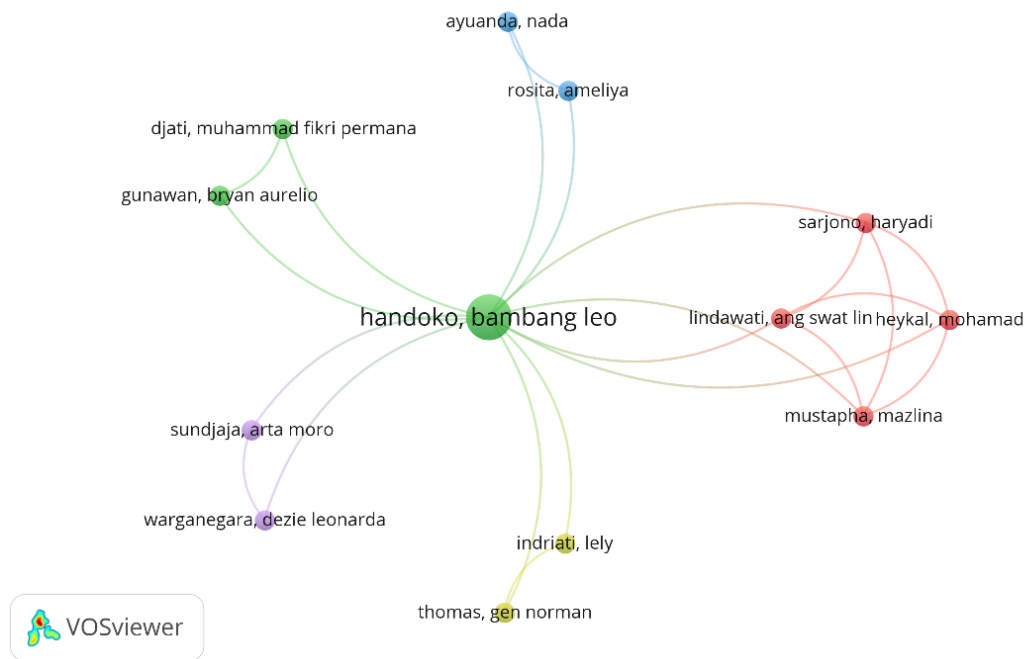 ayuanda, nada
rosita, ameliya
djati, muhammad fikri permana
gunawan, bryan aurelio
sarjono, haryadi
handoko, bambang leo
lindawati, ang swat lin
heykal, mohamad
mustapha, mazlina
sundjaja, arta moro
warganegara, dezie leonarda
indriati, lely
thomas, gen norman
VOSviewer